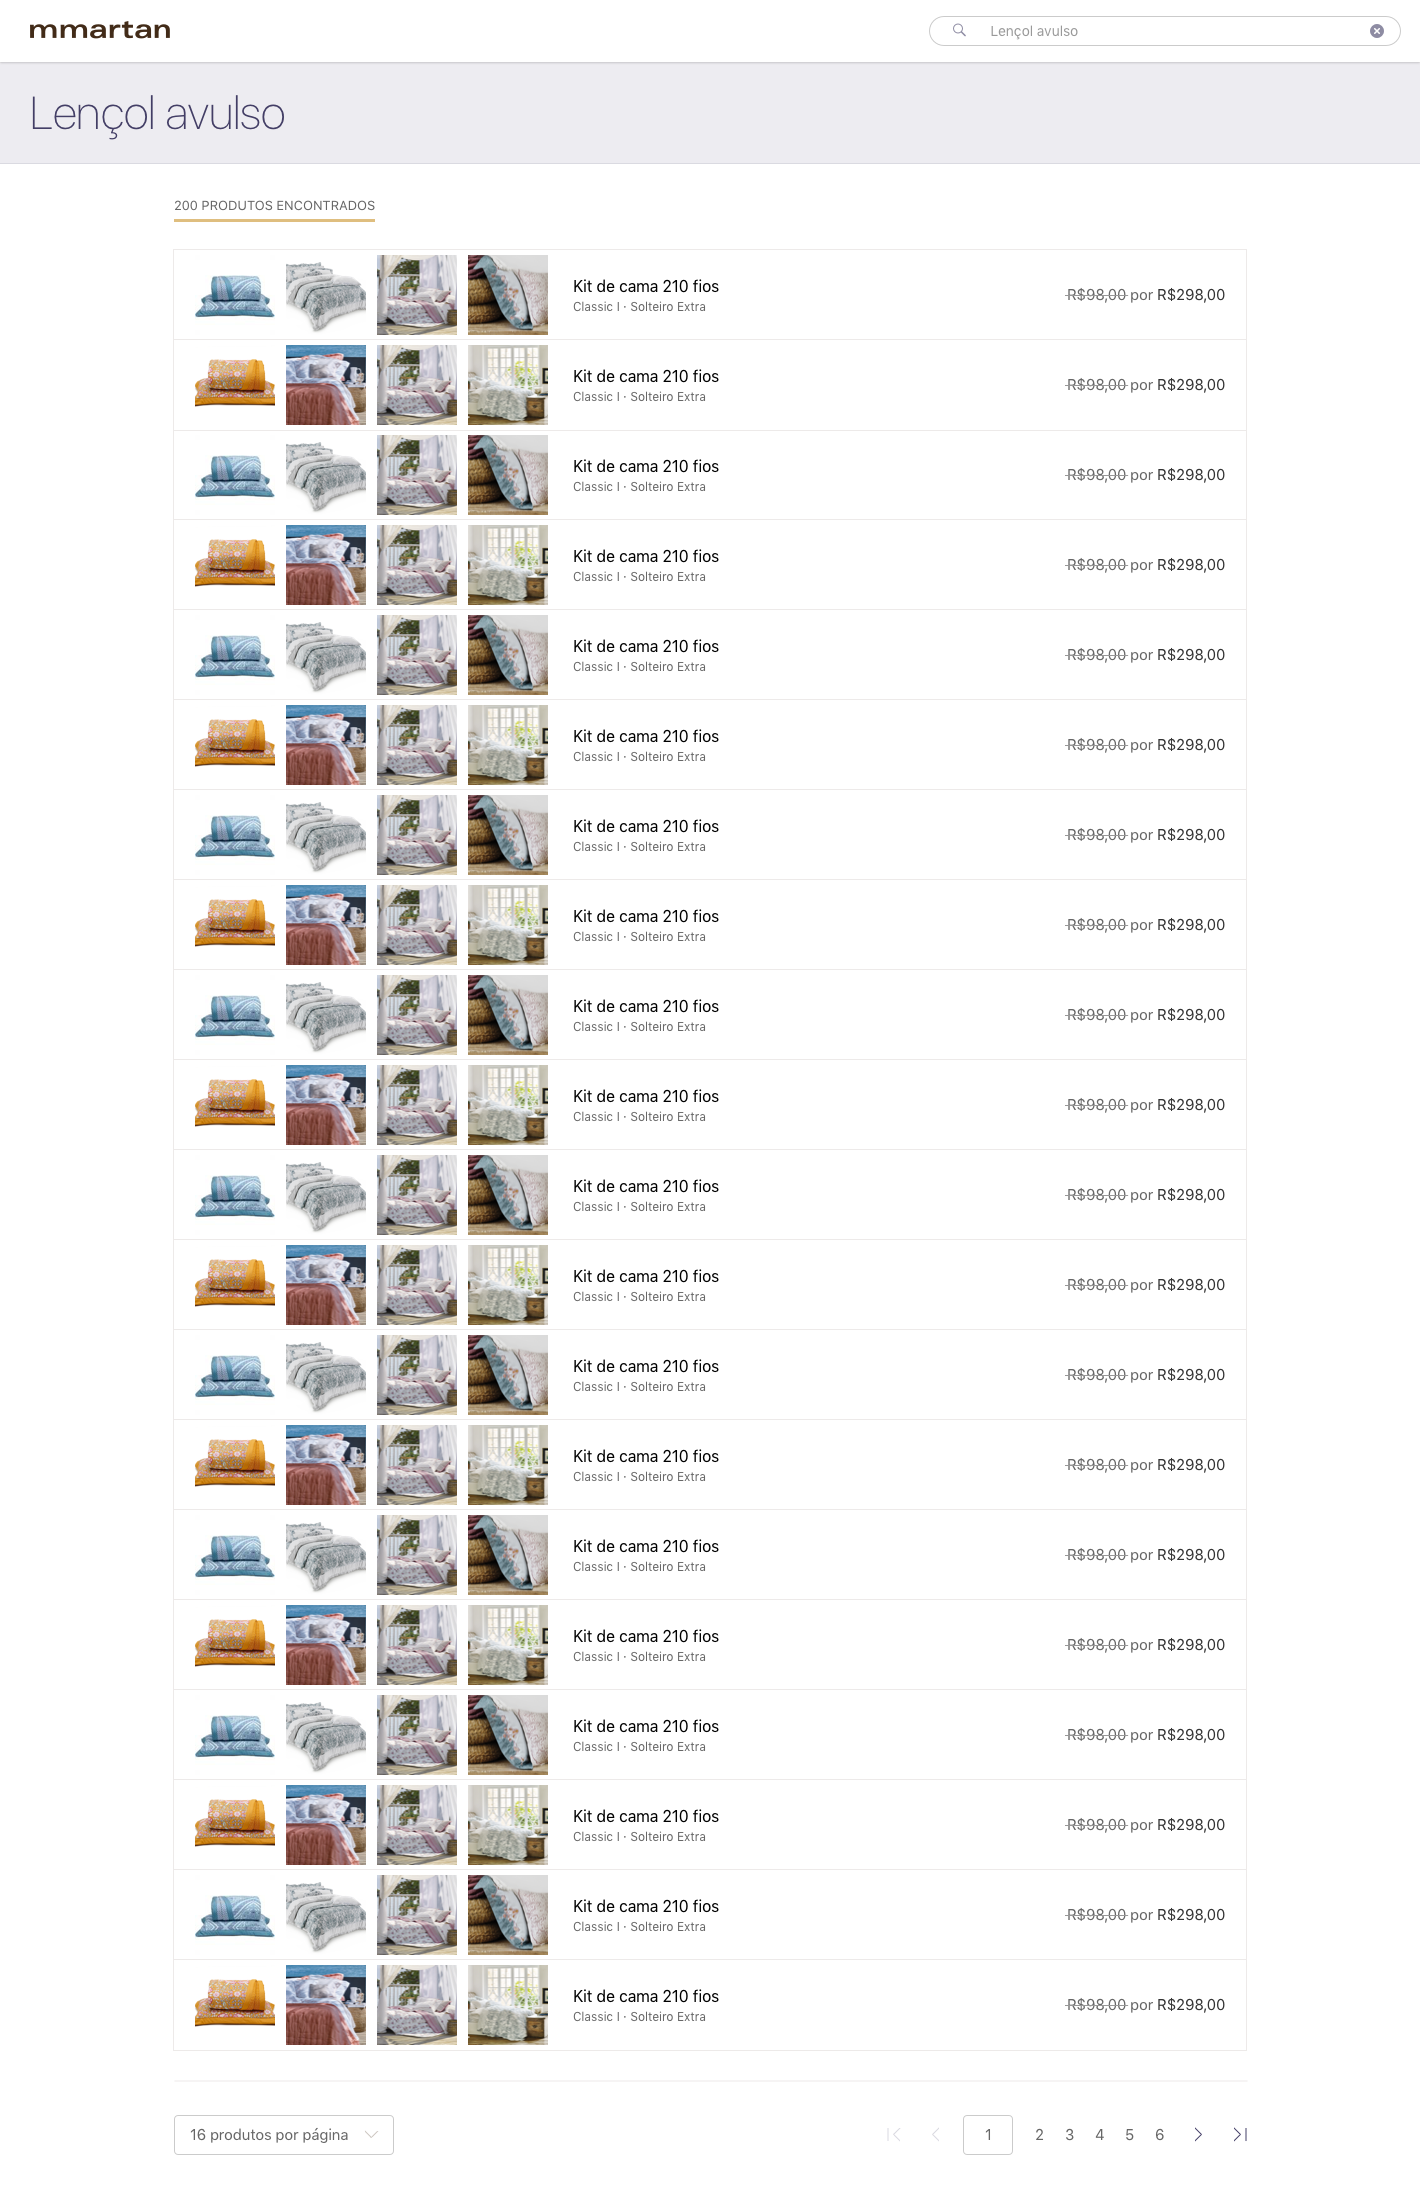 mmartan
Lençol avulso
Lençol avulso
200 PRODUTOS ENCONTRADOS
Kit de cama 210 fios
Classic I · Solteiro Extra
R$98,00 por R$298,00
Kit de cama 210 fios
Classic I · Solteiro Extra
R$98,00 por R$298,00
Kit de cama 210 fios
Classic I · Solteiro Extra
R$98,00 por R$298,00
Kit de cama 210 fios
Classic I · Solteiro Extra
R$98,00 por R$298,00
Kit de cama 210 fios
Classic I · Solteiro Extra
R$98,00 por R$298,00
Kit de cama 210 fios
Classic I · Solteiro Extra
R$98,00 por R$298,00
Kit de cama 210 fios
Classic I · Solteiro Extra
R$98,00 por R$298,00
Kit de cama 210 fios
Classic I · Solteiro Extra
R$98,00 por R$298,00
Kit de cama 210 fios
Classic I · Solteiro Extra
R$98,00 por R$298,00
Kit de cama 210 fios
Classic I · Solteiro Extra
R$98,00 por R$298,00
Kit de cama 210 fios
Classic I · Solteiro Extra
R$98,00 por R$298,00
Kit de cama 210 fios
Classic I · Solteiro Extra
R$98,00 por R$298,00
Kit de cama 210 fios
Classic I · Solteiro Extra
R$98,00 por R$298,00
Kit de cama 210 fios
Classic I · Solteiro Extra
R$98,00 por R$298,00
Kit de cama 210 fios
Classic I · Solteiro Extra
R$98,00 por R$298,00
Kit de cama 210 fios
Classic I · Solteiro Extra
R$98,00 por R$298,00
Kit de cama 210 fios
Classic I · Solteiro Extra
R$98,00 por R$298,00
Kit de cama 210 fios
Classic I · Solteiro Extra
R$98,00 por R$298,00
Kit de cama 210 fios
Classic I · Solteiro Extra
R$98,00 por R$298,00
Kit de cama 210 fios
Classic I · Solteiro Extra
R$98,00 por R$298,00
16 produtos por página
1 2 3 4 5 6